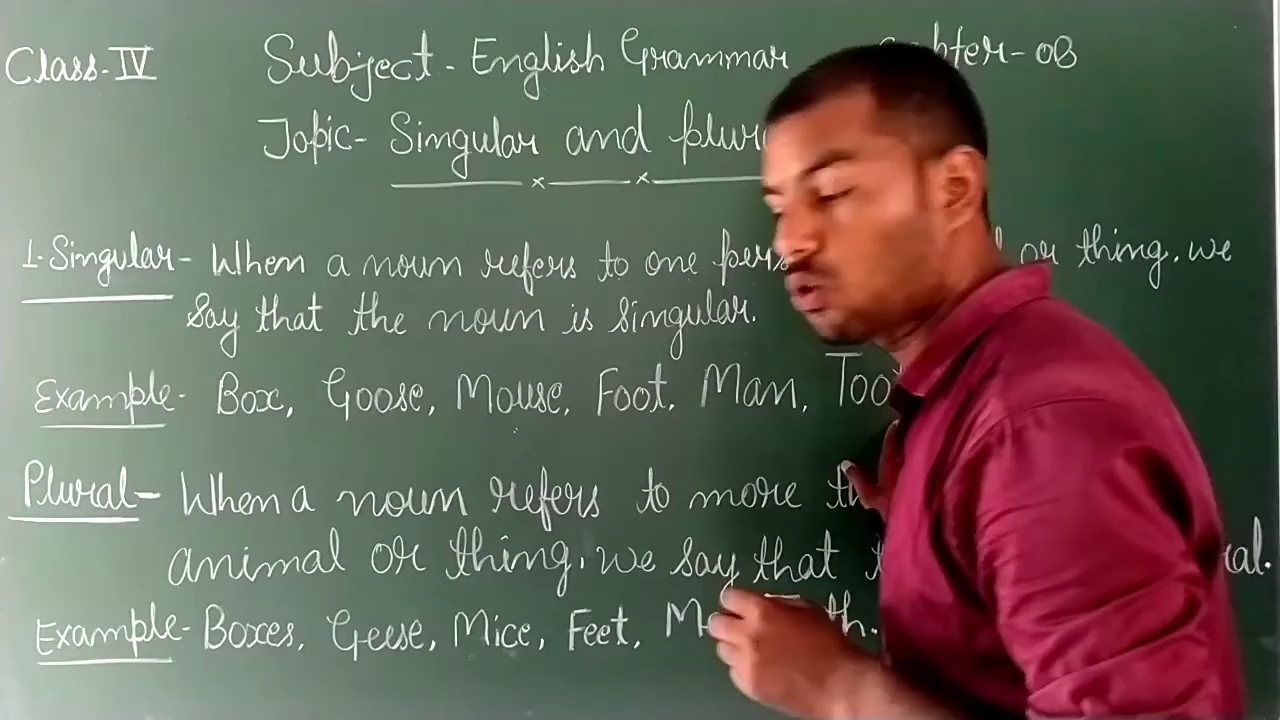 Class-IV Subject- English Grammar -08
Topic- Singular and
1. Singular- When a noun refers to one or thing. we
say that the noun is singular.
Example- Box, Goose, Mouse, Foot, Man,
Plural- When a noun refers to more
animal or thing, we say that
Example- Boxes, Geese, Mice, Feet,